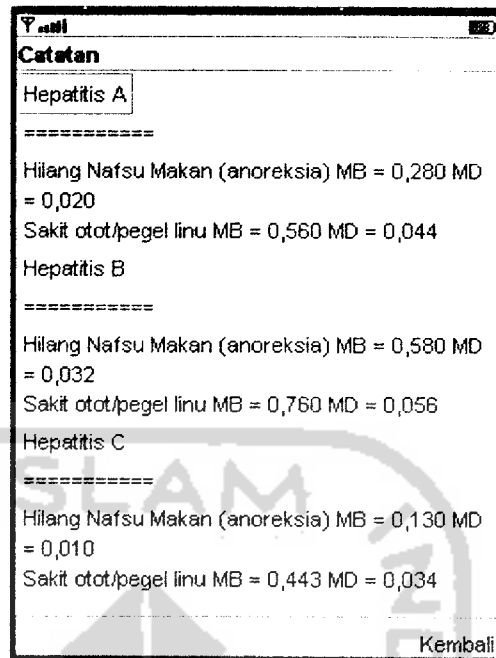 Catatan
Hepatitis A
===========
Hilang Nafsu Makan (anoreksia) MB = 0,280 MD
= 0,020
Sakit otot/pegel linu MB = 0,560 MD = 0,044
Hepatitis B
===========
Hilang Nafsu Makan (anoreksia) MB = 0,580 MD
= 0,032
Sakit otot/pegel linu MB = 0,760 MD = 0,056
Hepatitis C
===========
Hilang Nafsu Makan (anoreksia) MB = 0,130 MD
= 0,010
Sakit otot/pegel linu MB = 0,443 MD = 0,034
SLAM
Kembali